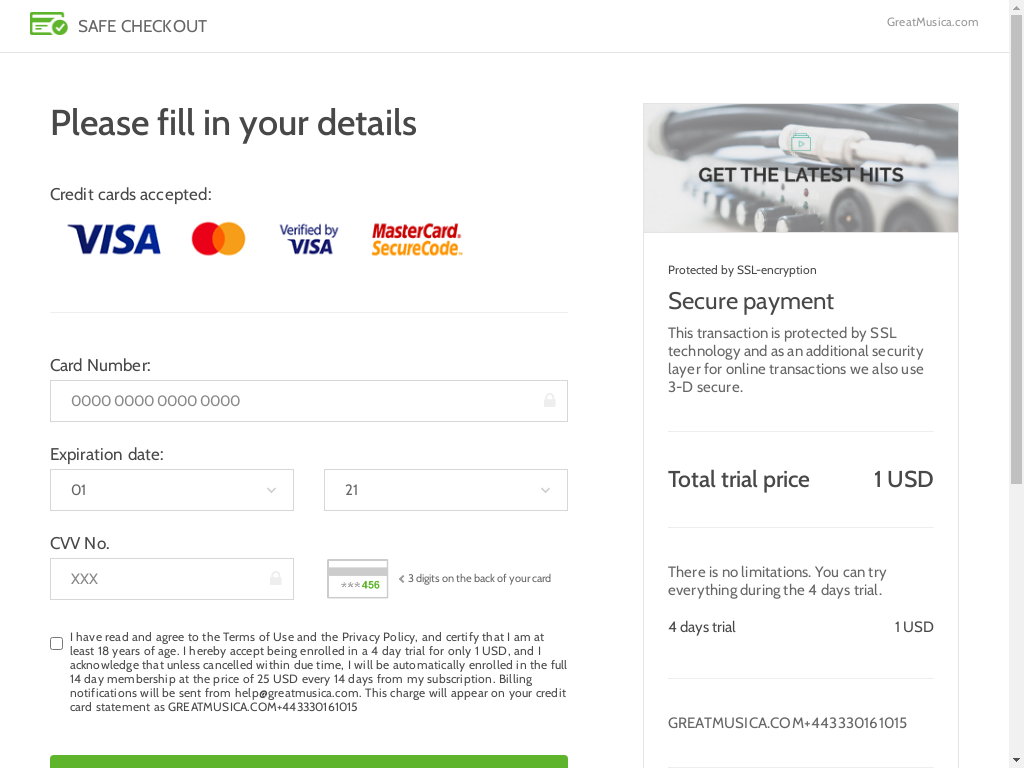 SAFE CHECKOUT
GreatMusica.com
Please fill in your details
Credit cards accepted:
VISA
Verified by
VISA
MasterCard.
SecureCode.
Card Number:
0000 0000 0000 0000
Expiration date:
01
21
CVV No.
XXX
***456
3 digits on the back of your card
I have read and agree to the Terms of Use and the Privacy Policy, and certify that I am at
least 18 years of age. I hereby accept being enrolled in a 4 day trial for only 1 USD, and I
acknowledge that unless cancelled within due time, I will be automatically enrolled in the full
14 day membership at the price of 25 USD every 14 days from my subscription. Billing
notifications will be sent from help@greatmusica.com. This charge will appear on your credit
card statement as GREATMUSICA.COM+443330161015
GET THE LATEST HITS
Protected by SSL-encryption
Secure payment
This transaction is protected by SSL
technology and as an additional security
layer for online transactions we also use
3-D secure.
Total trial price 1 USD
There is no limitations. You can try
everything during the 4 days trial.
4 days trial 1 USD
GREATMUSICA.COM+443330161015